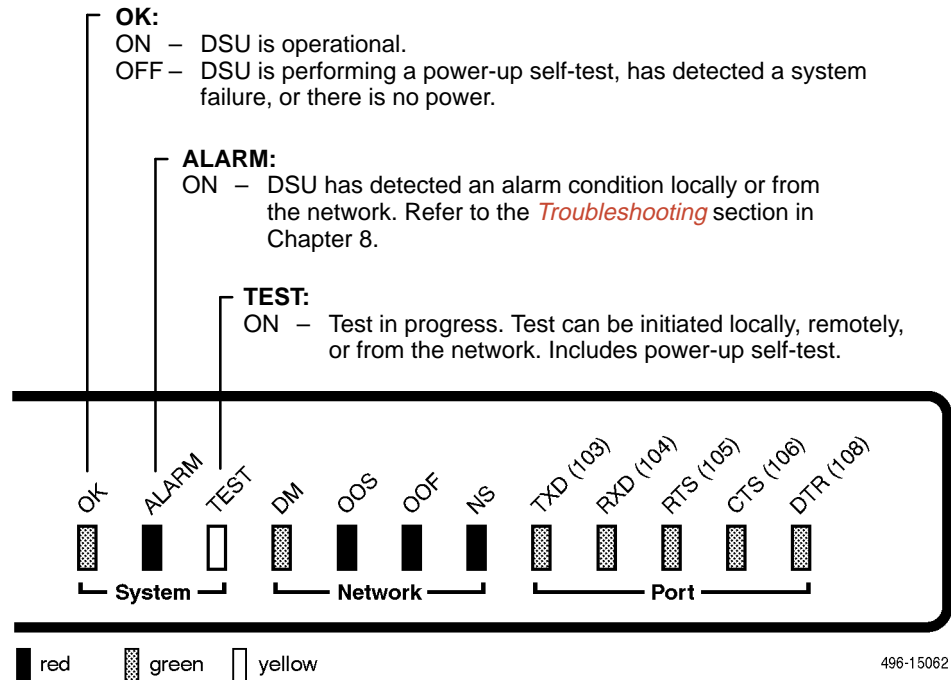 OK:
ON – DSU is operational.
OFF – DSU is performing a power-up self-test, has detected a system
failure, or there is no power.
ALARM:
ON – DSU has detected an alarm condition locally or from
the network. Refer to the Troubleshooting section in
Chapter 8.
TEST:
ON – Test in progress. Test can be initiated locally, remotely,
or from the network. Includes power-up self-test.
OK ALARM TEST DM OOS OOF NS TXD (103) RXD (104) RTS (105) CTS (106) DTR (108)
System Network Port
red green yellow
496-15062